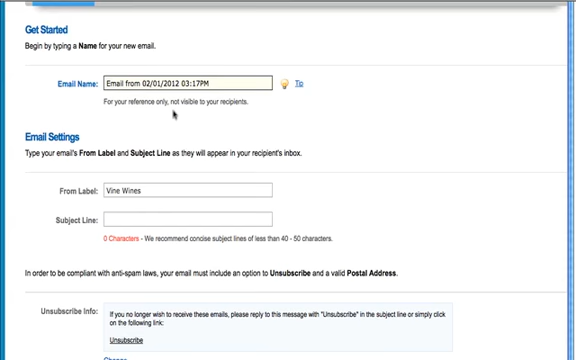 Get Started
Begin by typing a Name for your new email.
Email Name: Email from 02/01/2012 03:17PM Tip
For your reference only, not visible to your recipients.
Email Settings
Type your email's From Label and Subject Line as they will appear in your recipient's inbox.
From Label: Vine Wines
Subject Line:
0 Characters - We recommend concise subject lines of less than 40 - 50 characters.
In order to be compliant with anti-spam laws, your email must include an option to Unsubscribe and a valid Postal Address.
Unsubscribe Info: If you no longer wish to receive these emails, please reply to this message with "Unsubscribe" in the subject line or simply click
on the following link:
Unsubscribe
Change